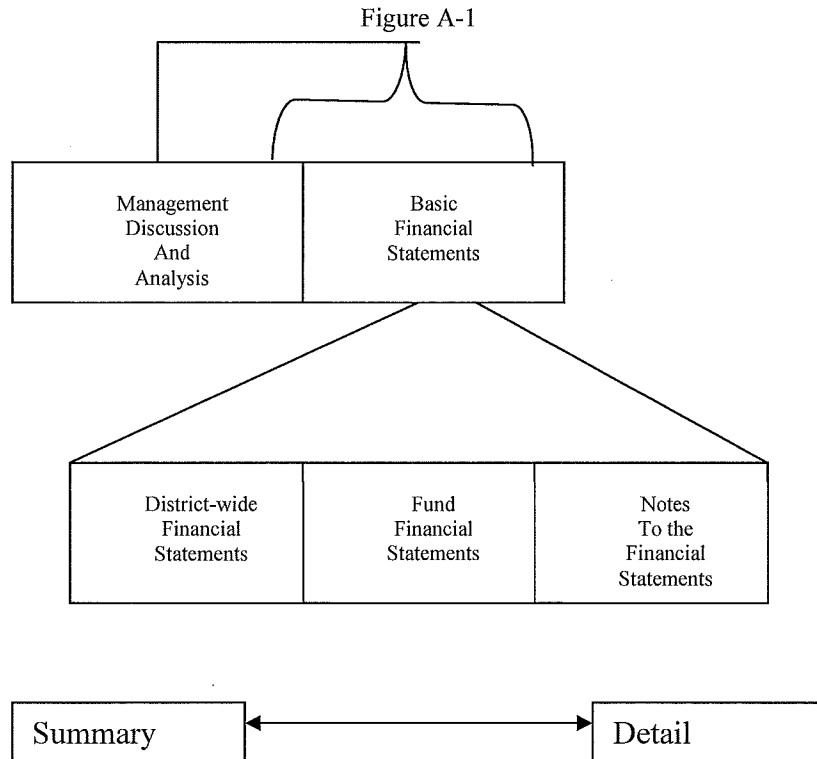 Figure A-1
Management
Discussion
And
Analysis
Basic
Financial
Statements
District-wide
Financial
Statements
Fund
Financial
Statements
Notes
To the
Financial
Statements
Summary
Detail